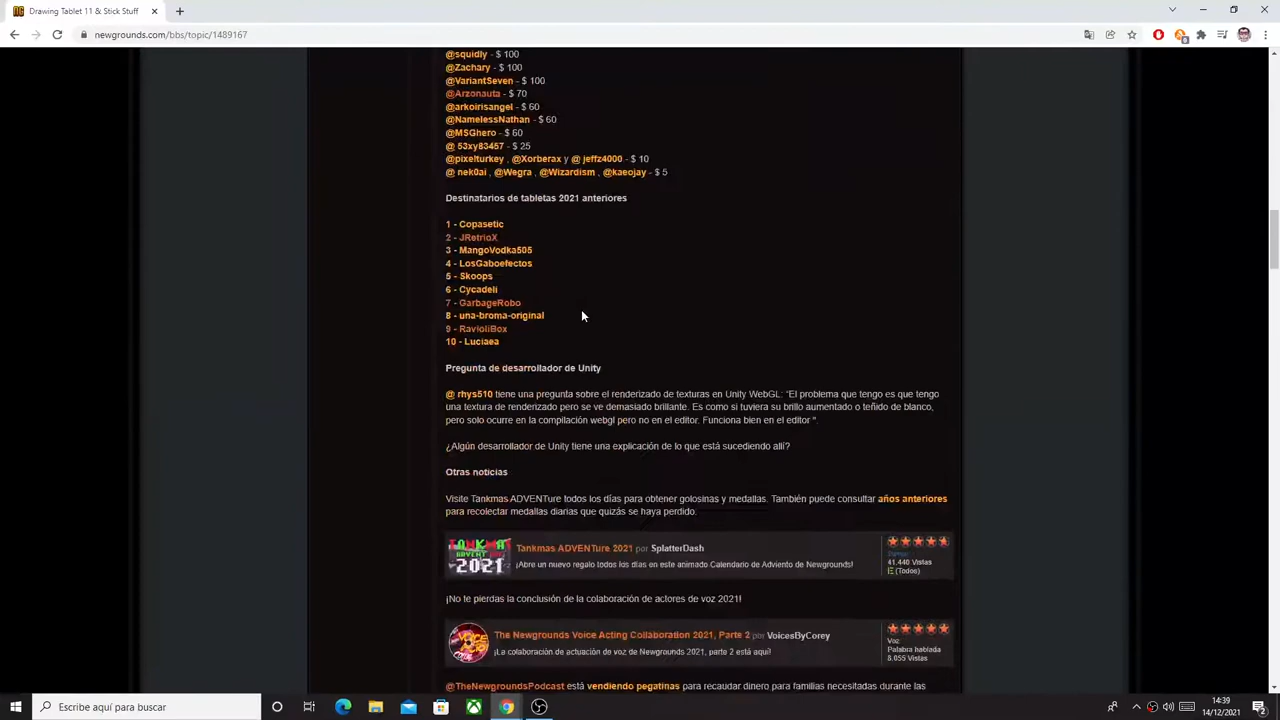 Drawing Tablet 11 & Stick Stuff
newgrounds.com/bbs/topic/1489167
@squidly - $ 100
@Zachary - $ 100
@VariantSeven - $ 100
@Arzonauta - $ 70
@arkoirisangel - $ 60
@NamelessNathan - $ 60
@MSGhero - $ 60
@ 53xy83457 - $ 25
@pixelturkey , @Xorberax y @ jeffz4000 - $ 10
@ nek0ai , @Wegra , @Wizardism , @kaeojay - $ 5
Destinatarios de tabletas 2021 anteriores
1 - Copasetic
2 - JRetrioX
3 - MangoVodka505
4 - LosGaboefectos
5 - Skoops
6 - Cycadeli
7 - GarbageRobo
8 - una-broma-original
9 - RavioliBox
10 - Luciaea
Pregunta de desarrollador de Unity
@ rhys510 tiene una pregunta sobre el renderizado de texturas en Unity WebGL: "El problema que tengo es que tengo
una textura de renderizado pero se ve demasiado brillante. Es como si tuviera su brillo aumentado o teñido de blanco,
pero solo ocurre en la compilación webgl pero no en el editor. Funciona bien en el editor ".
¿Algún desarrollador de Unity tiene una explicación de lo que está sucediendo allí?
Otras noticias
Visite Tankmas ADVENTure todos los días para obtener golosinas y medallas. También puede consultar años anteriores
para recolectar medallas diarias que quizás se haya perdido.
TANKMAS
ADVENT
2021
Tankmas ADVENTure 2021 por SplatterDash
¡Abre un nuevo regalo todos los días en este animado Calendario de Adviento de Newgrounds!
41.440 Vistas
E (Todos)
¡No te pierdas la conclusión de la colaboración de actores de voz 2021!
The Newgrounds Voice Acting Collaboration 2021, Parte 2 por VoicesByCorey
¡La colaboración de actuación de voz de Newgrounds 2021, parte 2 está aquí!
Voz
Palabra hablada
8.055 Vistas
@TheNewgroundsPodcast está vendiendo pegatinas para recaudar dinero para familias necesitadas durante las
Escribe aquí para buscar
14:39
14/12/2021
2